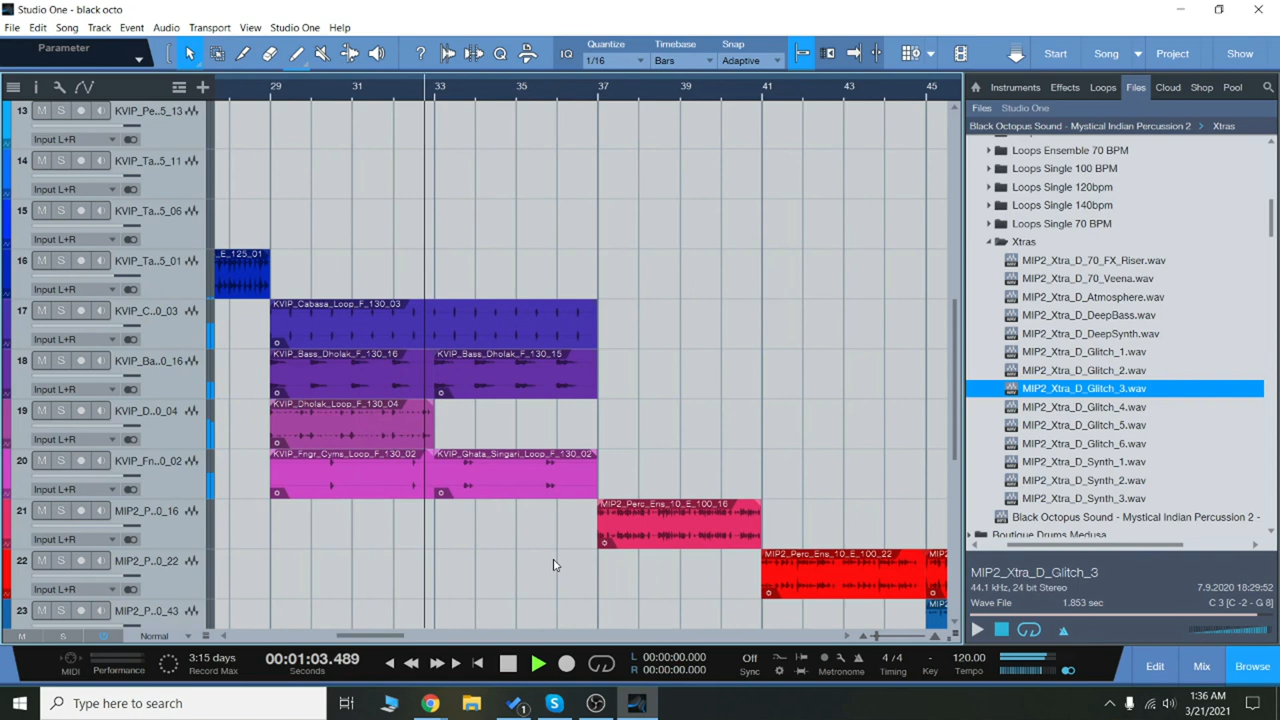 Studio One - black octo
File Edit Song Track Event Audio Transport View Studio One Help
Parameter
IQ
Quantize
1/16
Timebase
Bars
Snap
Adaptive
Start Song Project Show
29 31 33 35 37 39 41 43 45
Instruments Effects Loops Files Cloud Shop Pool
Files Studio One
Black Octopus Sound - Mystical Indian Percussion 2 > Xtras
13 M S KVIP_Pe...5_13
Input L+R
14 M S KVIP_Ta...5_11
Input L+R
15 M S KVIP_Ta...5_06
Input L+R
16 M S KVIP_Ta...5_01
Input L+R
17 M S KVIP_C...0_03
Input L+R
18 M S KVIP_Ba...0_16
Input L+R
19 M S KVIP_D...0_04
Input L+R
20 M S KVIP_Fn...0_02
Input L+R
21 M S MIP2_P...0_16
Input L+R
22 M S MIP2_P...0_22
Input L+R
23 M S MIP2_P...0_43
M S Normal
_E_125_01
KVIP_Cabasa_Loop_F_130_03
KVIP_Bass_Dholak_F_130_16
KVIP_Bass_Dholak_F_130_15
KVIP_Dholak_Loop_F_130_04
KVIP_Fngr_Cyms_Loop_F_130_02
KVIP_Ghata_Singari_Loop_F_130_02
MIP2_Perc_Ens_10_E_100_16
MIP2_Perc_Ens_10_E_100_22
MIP2
MIP2
Loops Ensemble 70 BPM
Loops Single 100 BPM
Loops Single 120bpm
Loops Single 140bpm
Loops Single 70 BPM
Xtras
MIP2_Xtra_D_70_FX_Riser.wav
MIP2_Xtra_D_70_Veena.wav
MIP2_Xtra_D_Atmosphere.wav
MIP2_Xtra_D_DeepBass.wav
MIP2_Xtra_D_DeepSynth.wav
MIP2_Xtra_D_Glitch_1.wav
MIP2_Xtra_D_Glitch_2.wav
MIP2_Xtra_D_Glitch_3.wav
MIP2_Xtra_D_Glitch_4.wav
MIP2_Xtra_D_Glitch_5.wav
MIP2_Xtra_D_Glitch_6.wav
MIP2_Xtra_D_Synth_1.wav
MIP2_Xtra_D_Synth_2.wav
MIP2_Xtra_D_Synth_3.wav
Black Octopus Sound - Mystical Indian Percussion 2 -
Boutique Drums Medusa
MIP2_Xtra_D_Glitch_3
44.1 kHz, 24 bit Stereo 7.9.2020 18:29:52
Wave File 1.853 sec C 3 [C -2 - G 8]
MIDI
Performance
3:15 days
Record Max
00:01:03.489
Seconds
L 00:00:00.000
R 00:00:00.000
Off
Sync
Metronome
4 / 4
Timing
-
Key
120.00
Tempo
Edit Mix Browse
Type here to search
1
1:36 AM
3/21/2021